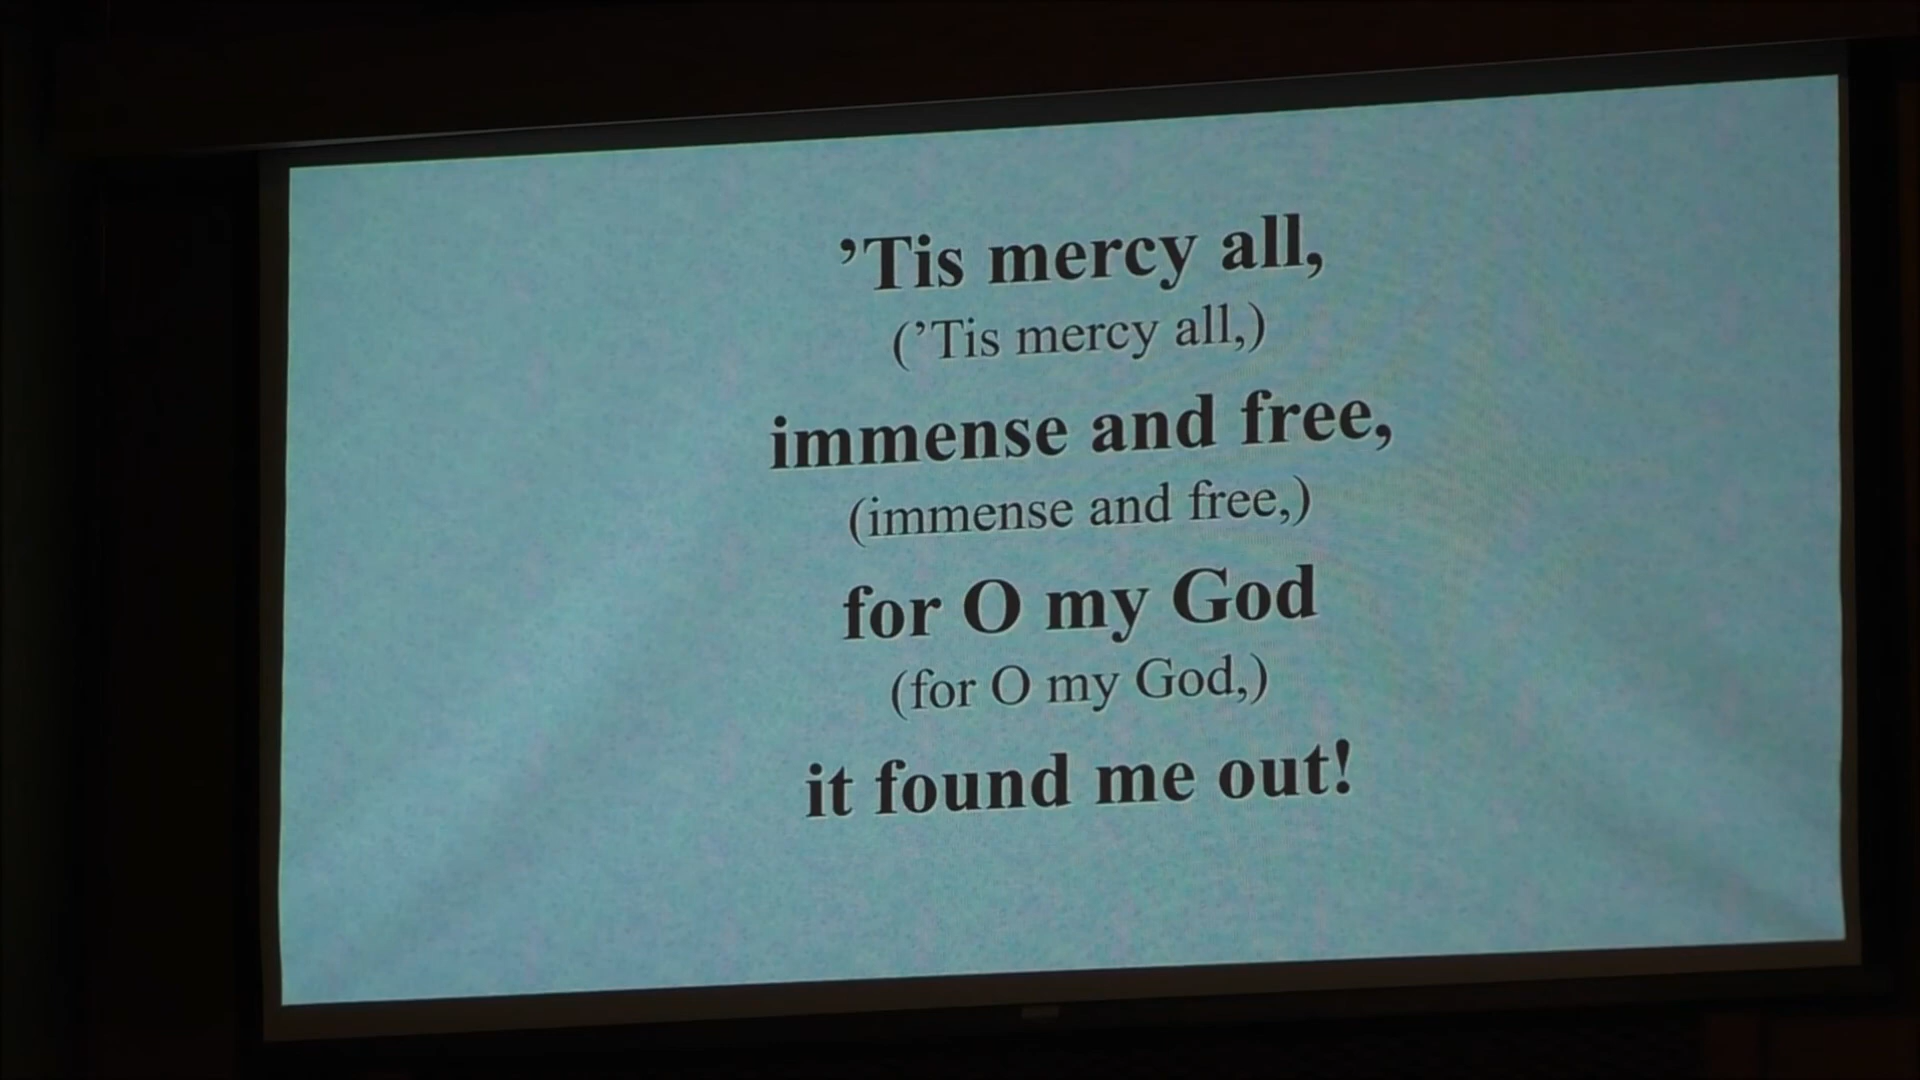 ’Tis mercy all,
(’Tis mercy all,)
immense and free,
(immense and free,)
for O my God
(for O my God,)
it found me out!